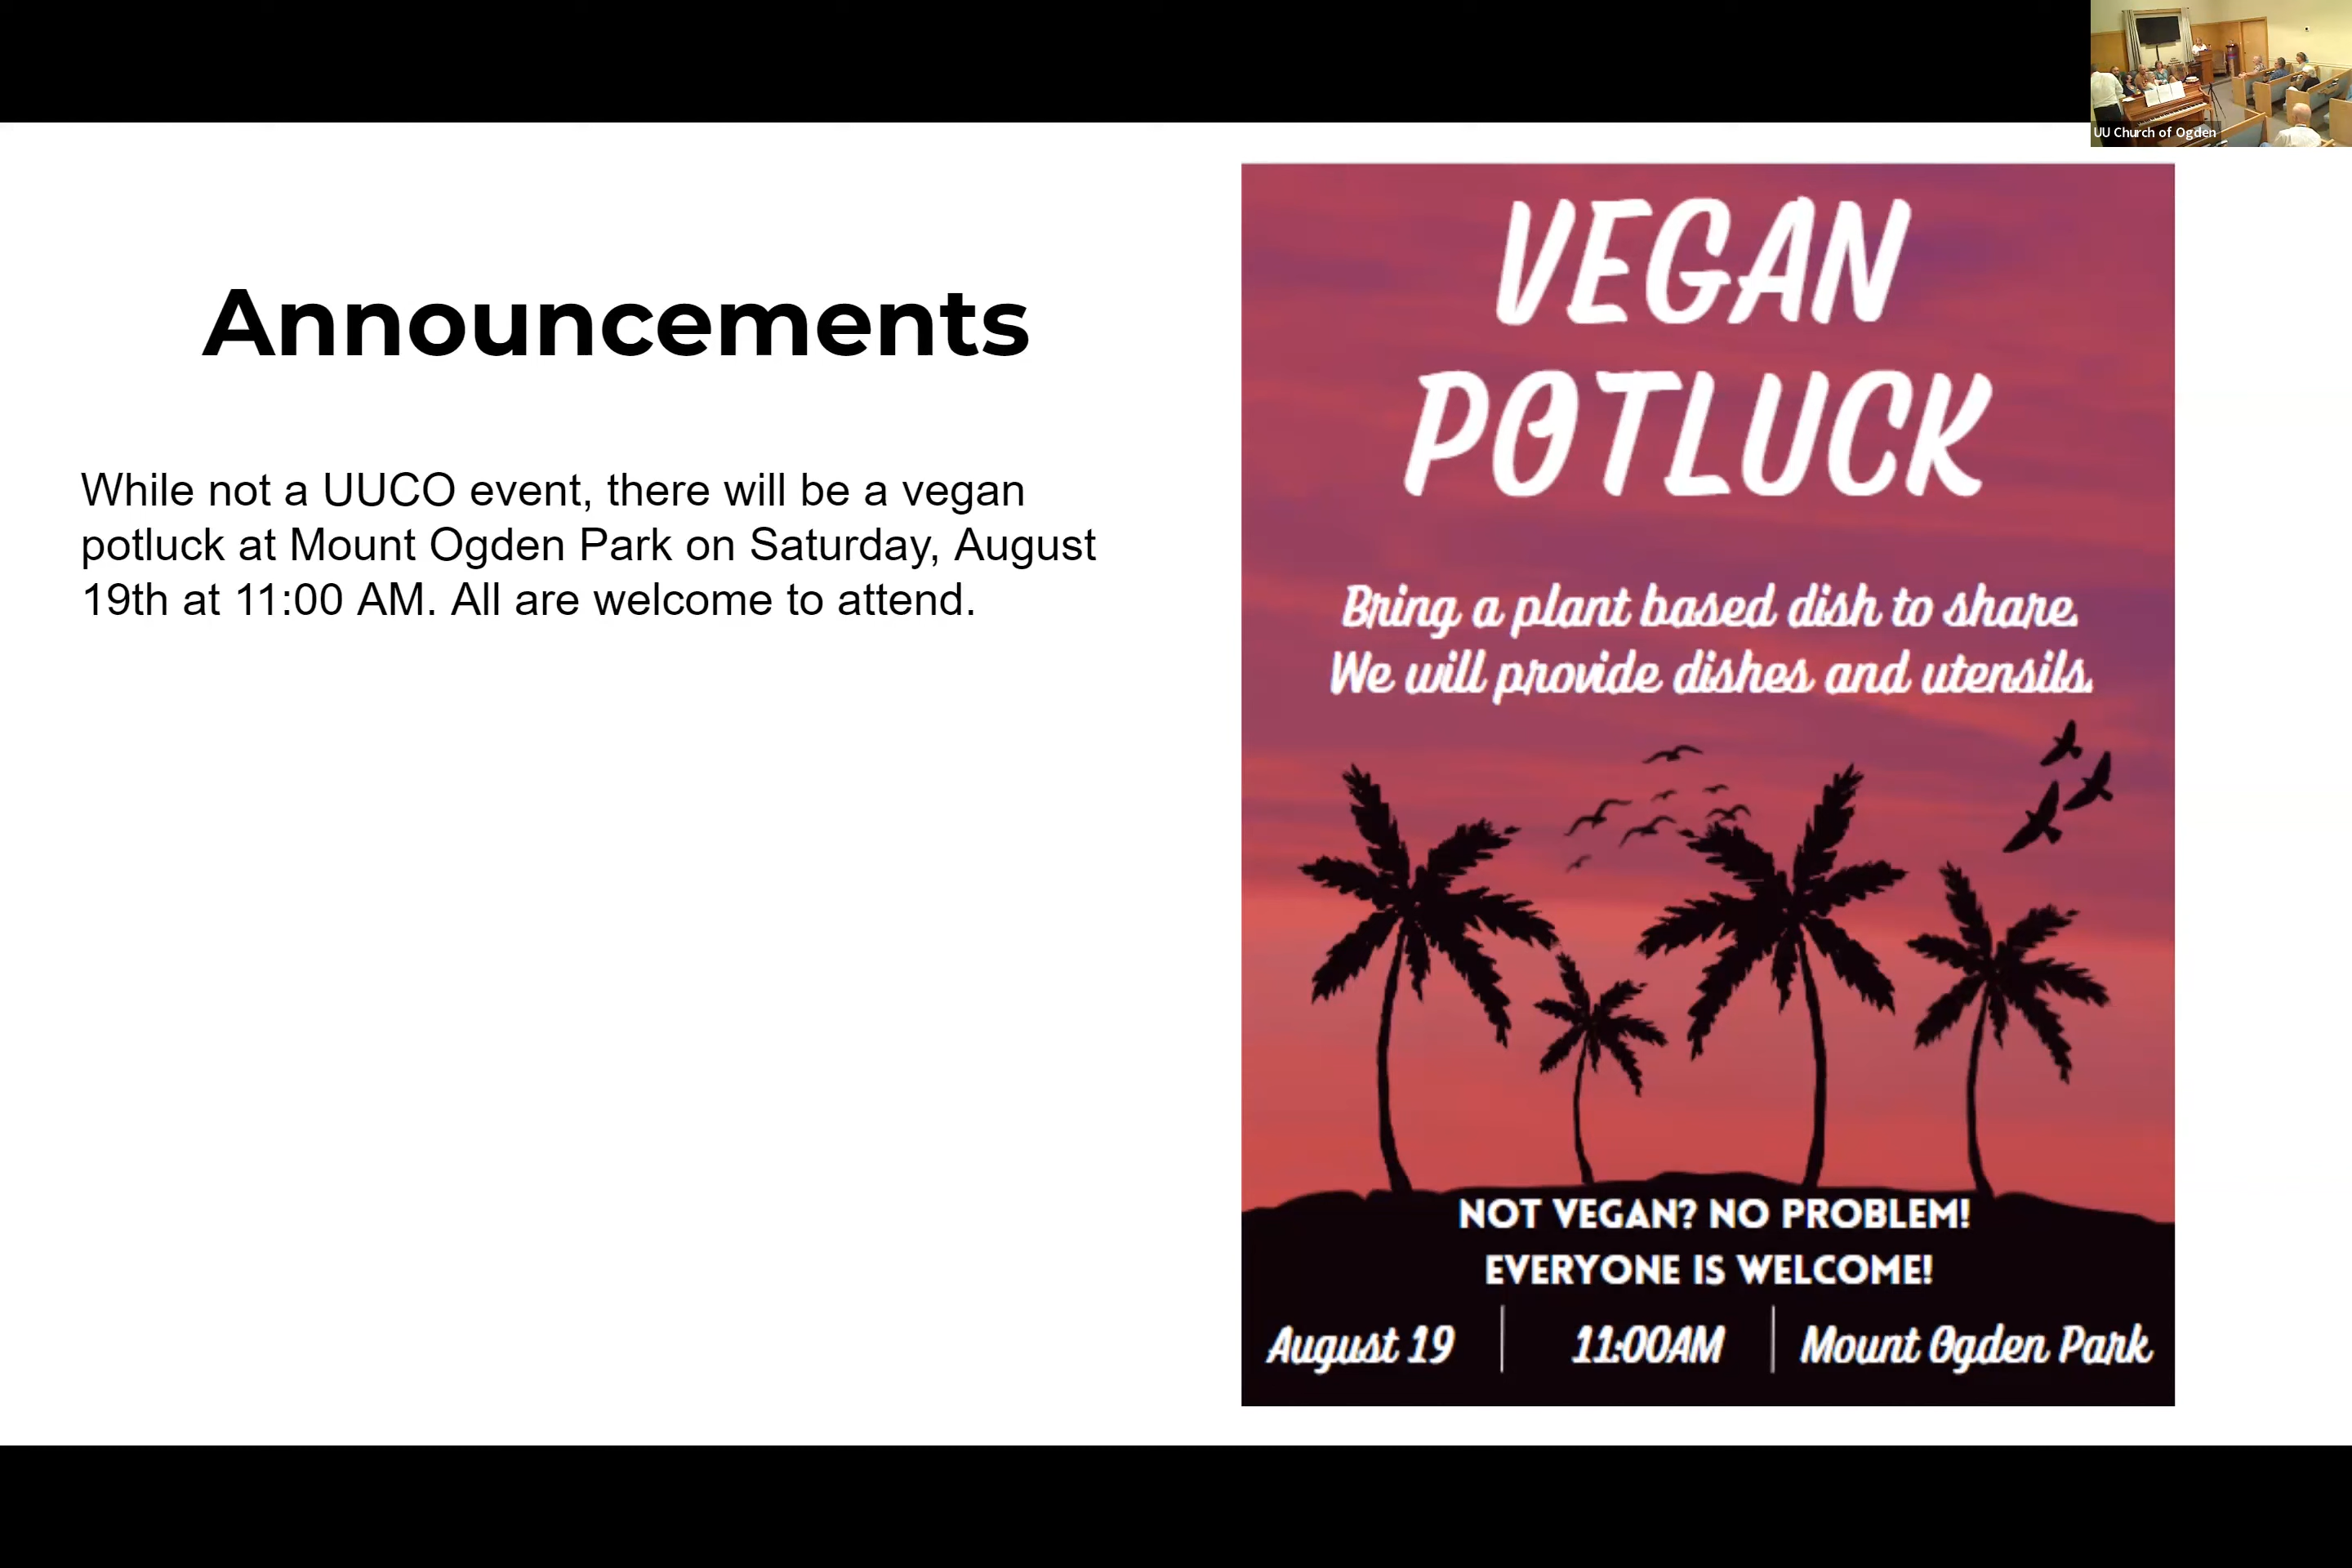 UU Church of Ogden
Announcements
While not a UUCO event, there will be a vegan
potluck at Mount Ogden Park on Saturday, August
19th at 11:00 AM. All are welcome to attend.
VEGAN
POTLUCK
Bring a plant based dish to share.
We will provide dishes and utensils.
NOT VEGAN? NO PROBLEM!
EVERYONE IS WELCOME!
August 19 | 11:00AM | Mount Ogden Park